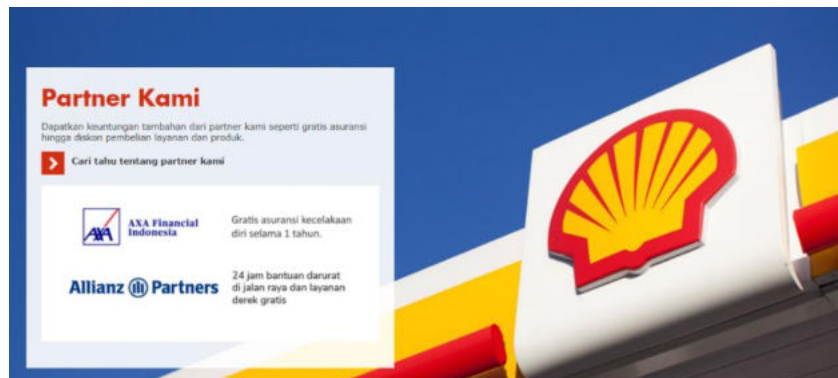 Partner Kami
Dapatkan keuntungan tambahan dari partner kami seperti gratis asuransi
hingga diskon pembelian layanan dan produk.
Cari tahu tentang partner kami
AXA
AXA Financial
Indonesia
Gratis asuransi kecelakaan
diri selama 1 tahun.
Allianz Partners
24 jam bantuan darurat
di jalan raya dan layanan
derek gratis